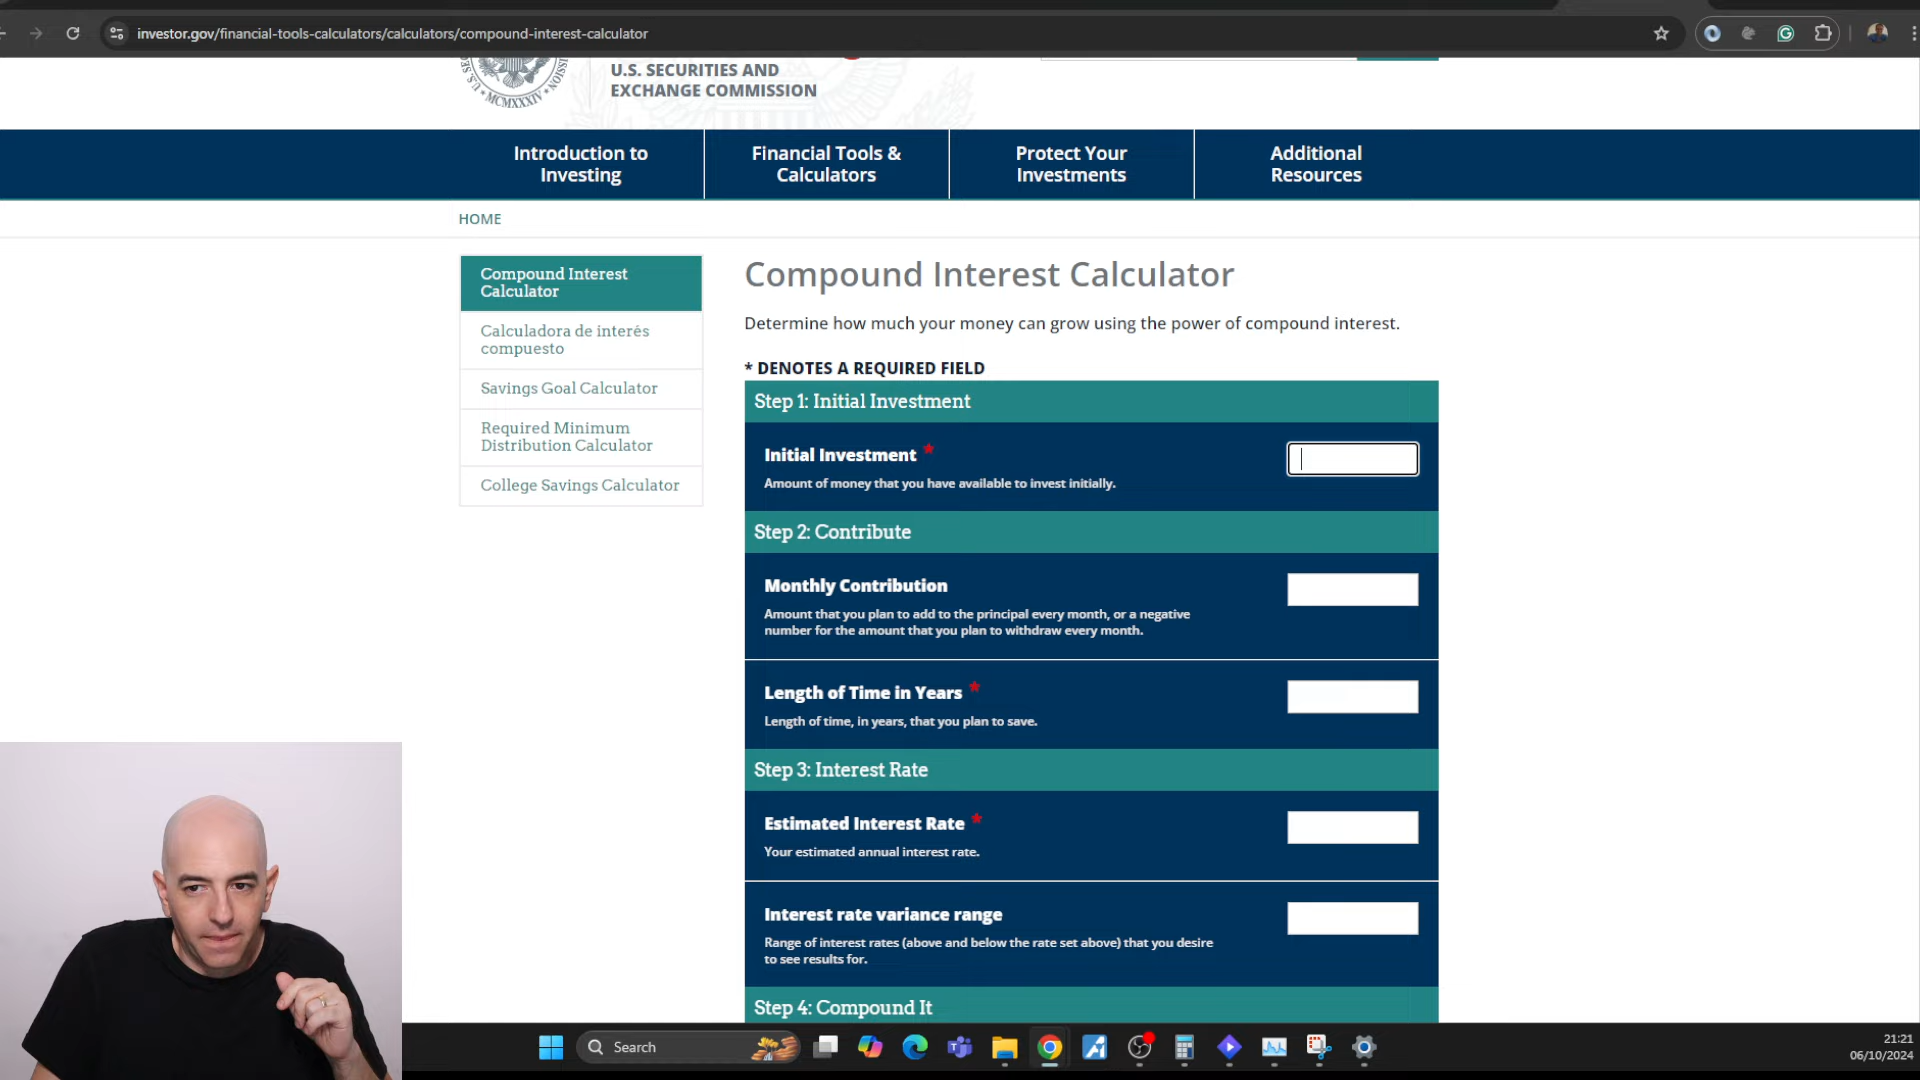 investor.gov/financial-tools-calculators/calculators/compound-interest-calculator
MCMXXXIV
U.S. SECURITIES AND
EXCHANGE COMMISSION
Introduction to
Investing
Financial Tools &
Calculators
Protect Your
Investments
Additional
Resources
HOME
Compound Interest
Calculator
Calculadora de interés
compuesto
Savings Goal Calculator
Required Minimum
Distribution Calculator
College Savings Calculator
Compound Interest Calculator
Determine how much your money can grow using the power of compound interest.
* DENOTES A REQUIRED FIELD
Step 1: Initial Investment
Initial Investment *
Amount of money that you have available to invest initially.
Step 2: Contribute
Monthly Contribution
Amount that you plan to add to the principal every month, or a negative
number for the amount that you plan to withdraw every month.
Length of Time in Years *
Length of time, in years, that you plan to save.
Step 3: Interest Rate
Estimated Interest Rate *
Your estimated annual interest rate.
Interest rate variance range
Range of interest rates (above and below the rate set above) that you desire
to see results for.
Step 4: Compound It
Search
21:21
06/10/2024